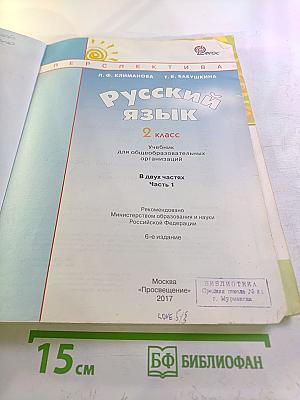 ФГОС
ПЕРСПЕКТИВА
Л. Ф. КЛИМАНОВА Т. В. БАБУШКИНА
Русский
язык
2 класс
Учебник
для общеобразовательных
организаций
В двух частях
Часть 1
Рекомендовано
Министерством образования и науки
Российской Федерации
6-е издание
Москва
«Просвещение»
2017
БИБЛИОТЕКА
Средняя школа
г. Мурманска
15 см
БФ БИБЛИОФАН